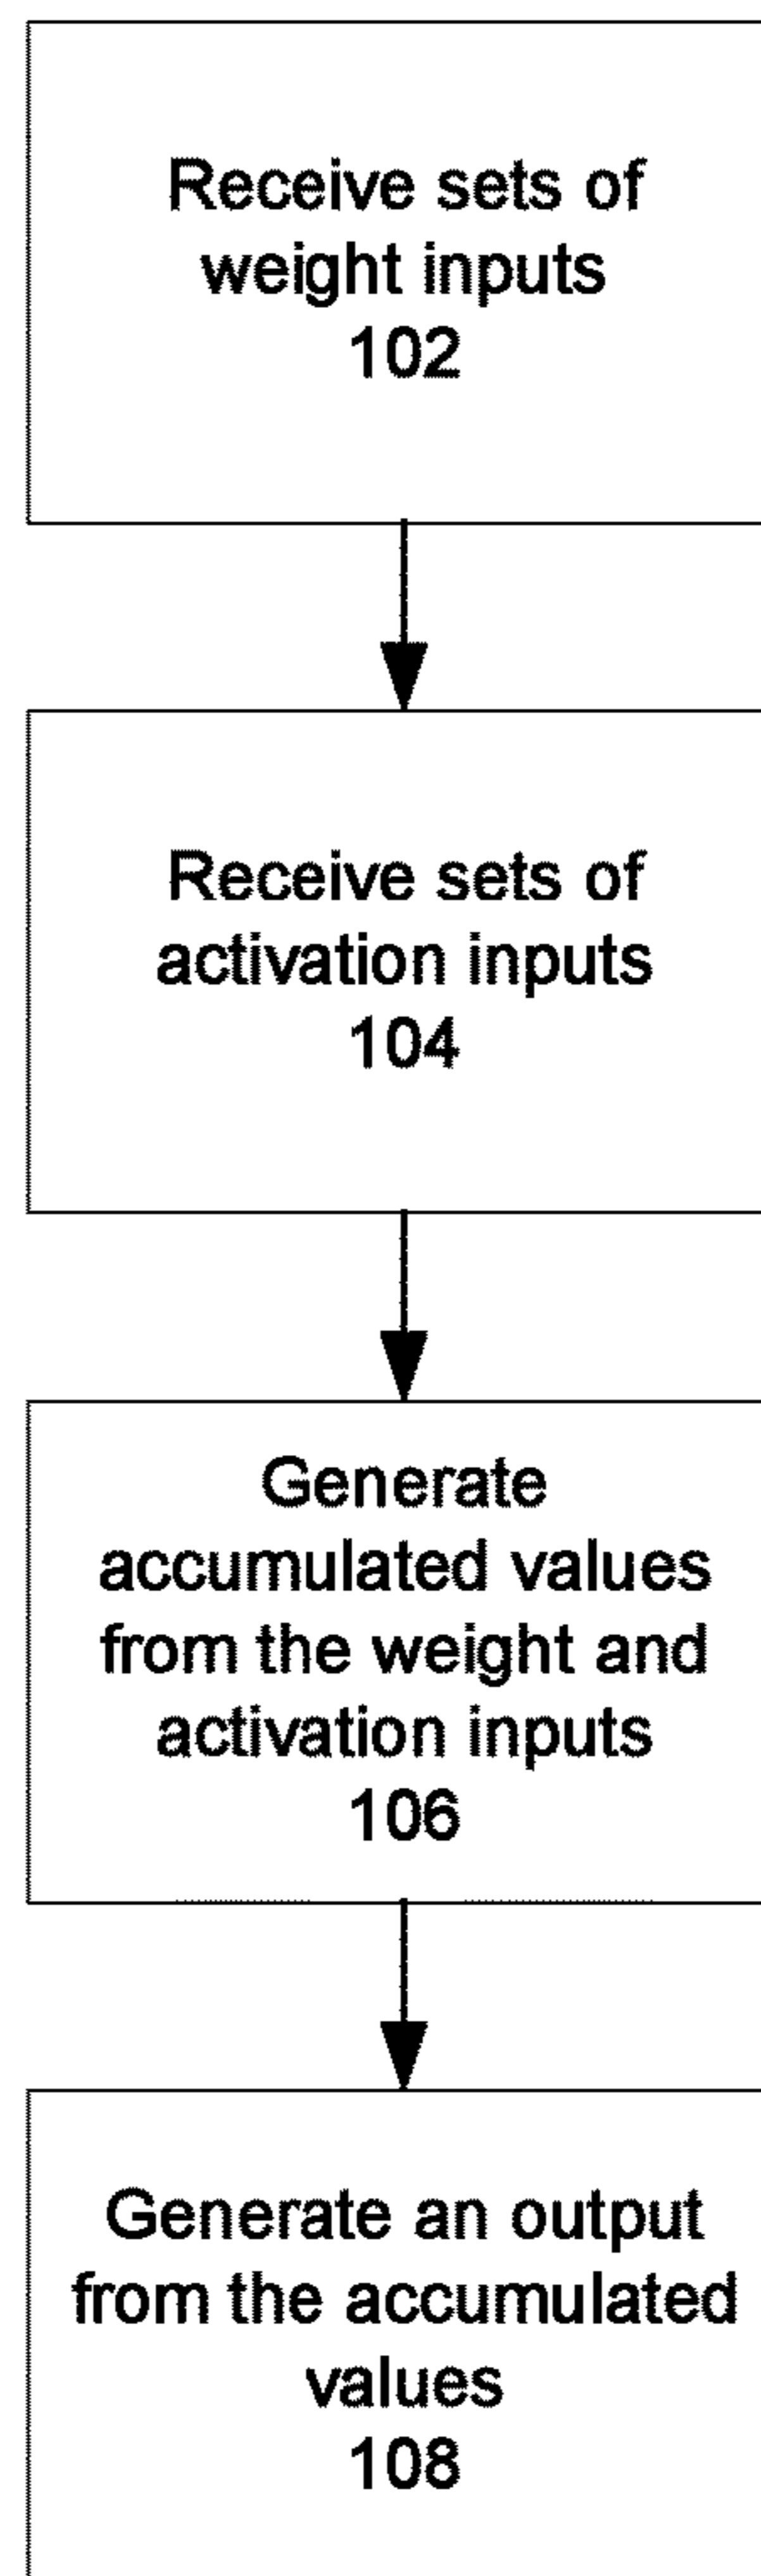 Receive sets of
weight inputs
102
Receive sets of
activation inputs
104
Generate
accumulated values
from the weight and
activation inputs
106
Generate an output
from the accumulated
values
108